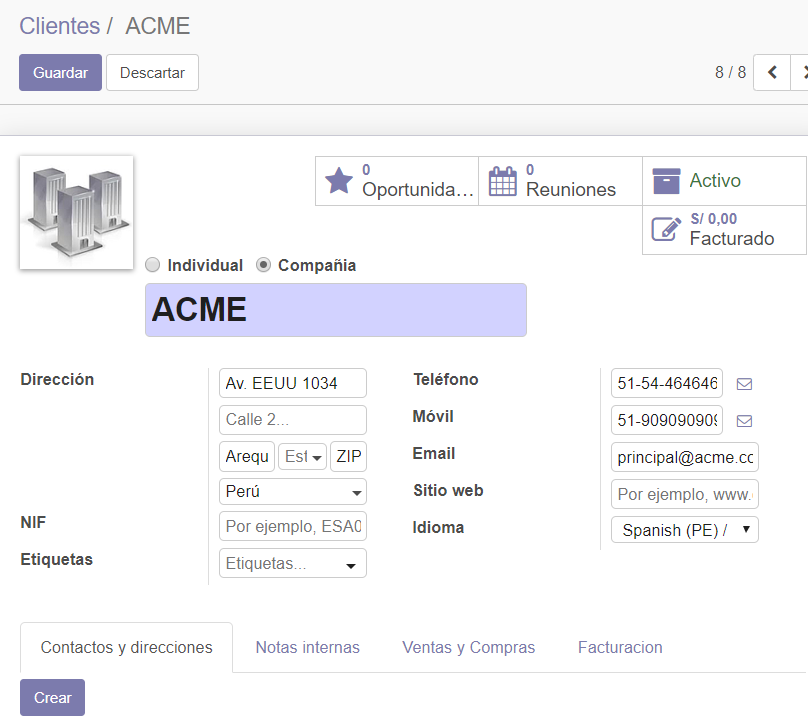 Clientes / ACME
Guardar Descartar 8 / 8
0 Oportunida... 0 Reuniones Activo
S/ 0,00 Facturado
Individual Compañia
ACME
Dirección Av. EEUU 1034
Calle 2...
Arequ Est ZIP
Perú
NIF Por ejemplo, ESA0
Etiquetas Etiquetas...
Teléfono 51-54-464646
Móvil 51-909090909
Email principal@acme.cc
Sitio web Por ejemplo, www.
Idioma Spanish (PE) /
Contactos y direcciones Notas internas Ventas y Compras Facturacion
Crear